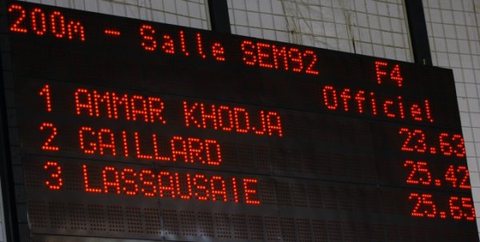 200m - Salle SEM92 F4
Officiel
1 AMMAR KHODJA 23.63
2 GAILLARD 25.42
3 LASSAUSAIE 25.65